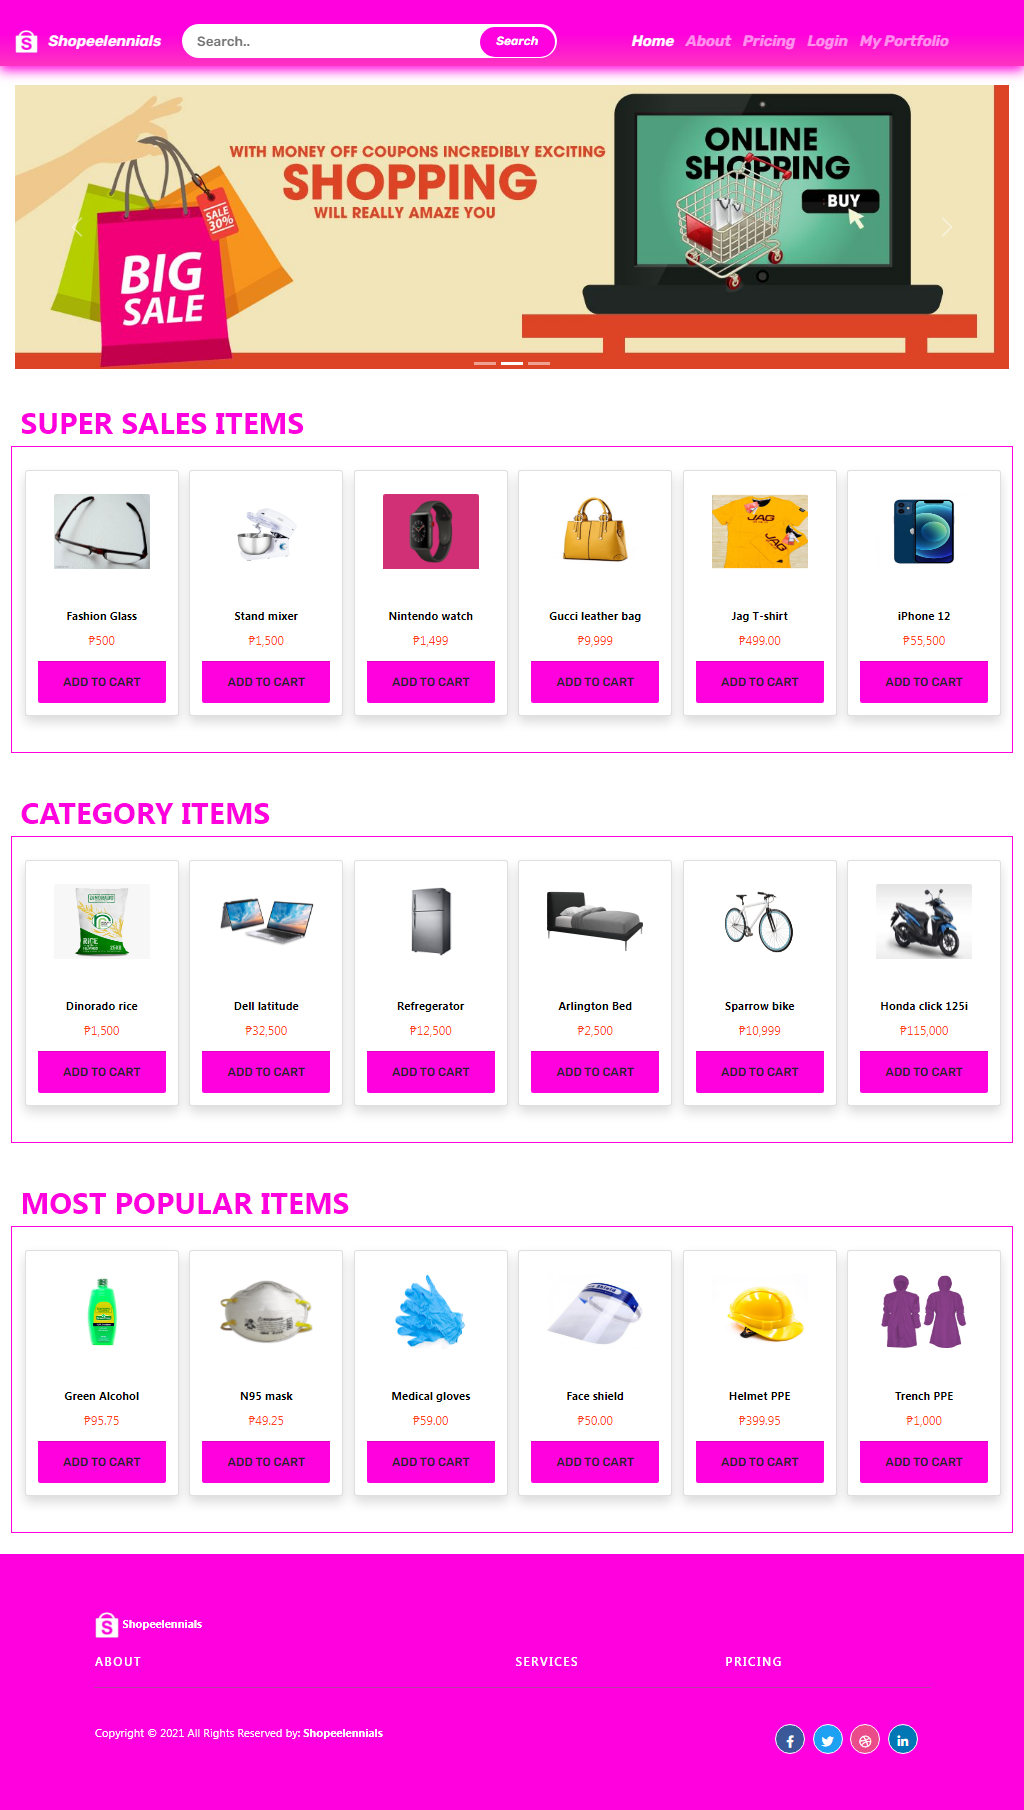 Shopeelennials
Search..
Search
Home About Pricing Login My Portfolio
WITH MONEY OFF COUPONS INCREDIBLY EXCITING
SHOPPING
WILL REALLY AMAZE YOU
SALE
30%
BIG
SALE
ONLINE
SHOPPING
BUY
SUPER SALES ITEMS
JAG
Fashion Glass
₱500
ADD TO CART
Stand mixer
₱1,500
ADD TO CART
Nintendo watch
₱1,499
ADD TO CART
Gucci leather bag
₱9,999
ADD TO CART
Jag T-shirt
₱499.00
ADD TO CART
iPhone 12
₱55,500
ADD TO CART
CATEGORY ITEMS
RICE
Dinorado rice
₱1,500
ADD TO CART
Dell latitude
₱32,500
ADD TO CART
Refregerator
₱12,500
ADD TO CART
Arlington Bed
₱2,500
ADD TO CART
Sparrow bike
₱10,999
ADD TO CART
Honda click 125i
₱115,000
ADD TO CART
MOST POPULAR ITEMS
Green Alcohol
₱95.75
ADD TO CART
N95 mask
₱49.25
ADD TO CART
Medical gloves
₱59.00
ADD TO CART
Face shield
₱50.00
ADD TO CART
Helmet PPE
₱399.95
ADD TO CART
Trench PPE
₱1,000
ADD TO CART
S Shopeelennials
ABOUT
SERVICES
PRICING
Copyright © 2021 All Rights Reserved by: Shopeelennials